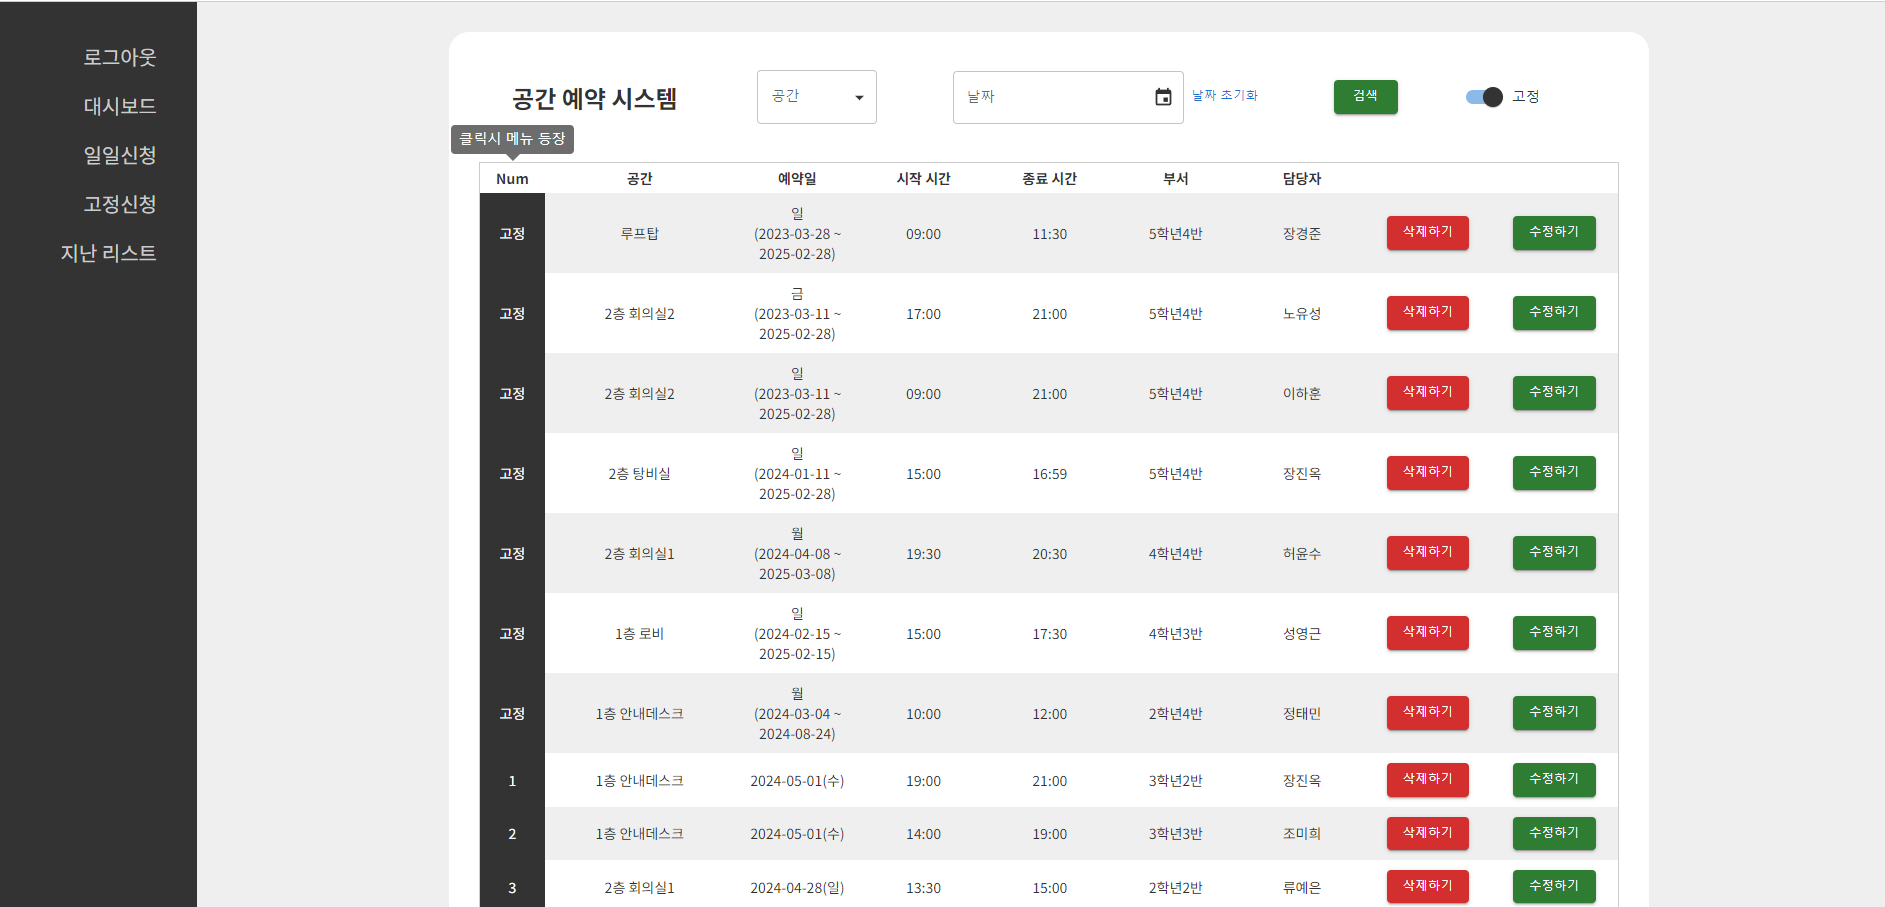 로그아웃
대시보드
일일신청
고정신청
지난 리스트
공간 예약 시스템
공간
날짜
날짜 초기화
검색
고정
클릭시 메뉴 등장
Num 공간 예약일 시작 시간 종료 시간 부서 담당자
고정 루프탑 일 (2023-03-28 ~ 2025-02-28) 09:00 11:30 5학년4반 장경준 삭제하기 수정하기
고정 2층 회의실2 금 (2023-03-11 ~ 2025-02-28) 17:00 21:00 5학년4반 노유성 삭제하기 수정하기
고정 2층 회의실2 일 (2023-03-11 ~ 2025-02-28) 09:00 21:00 5학년4반 이하훈 삭제하기 수정하기
고정 2층 탕비실 일 (2024-01-11 ~ 2025-02-28) 15:00 16:59 5학년4반 장진옥 삭제하기 수정하기
고정 2층 회의실1 월 (2024-04-08 ~ 2025-03-08) 19:30 20:30 4학년4반 허윤수 삭제하기 수정하기
고정 1층 로비 일 (2024-02-15 ~ 2025-02-15) 15:00 17:30 4학년3반 성영근 삭제하기 수정하기
고정 1층 안내데스크 월 (2024-03-04 ~ 2024-08-24) 10:00 12:00 2학년4반 정태민 삭제하기 수정하기
1 1층 안내데스크 2024-05-01(수) 19:00 21:00 3학년2반 장진옥 삭제하기 수정하기
2 1층 안내데스크 2024-05-01(수) 14:00 19:00 3학년3반 조미희 삭제하기 수정하기
3 2층 회의실1 2024-04-28(일) 13:30 15:00 2학년2반 류예은 삭제하기 수정하기